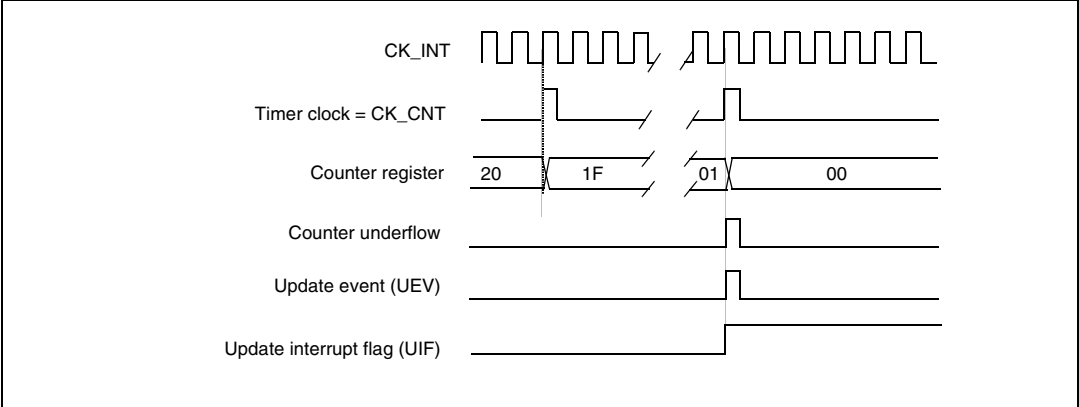 CK_INT
Timer clock = CK_CNT
Counter register 20 1F 01 00
Counter underflow
Update event (UEV)
Update interrupt flag (UIF)